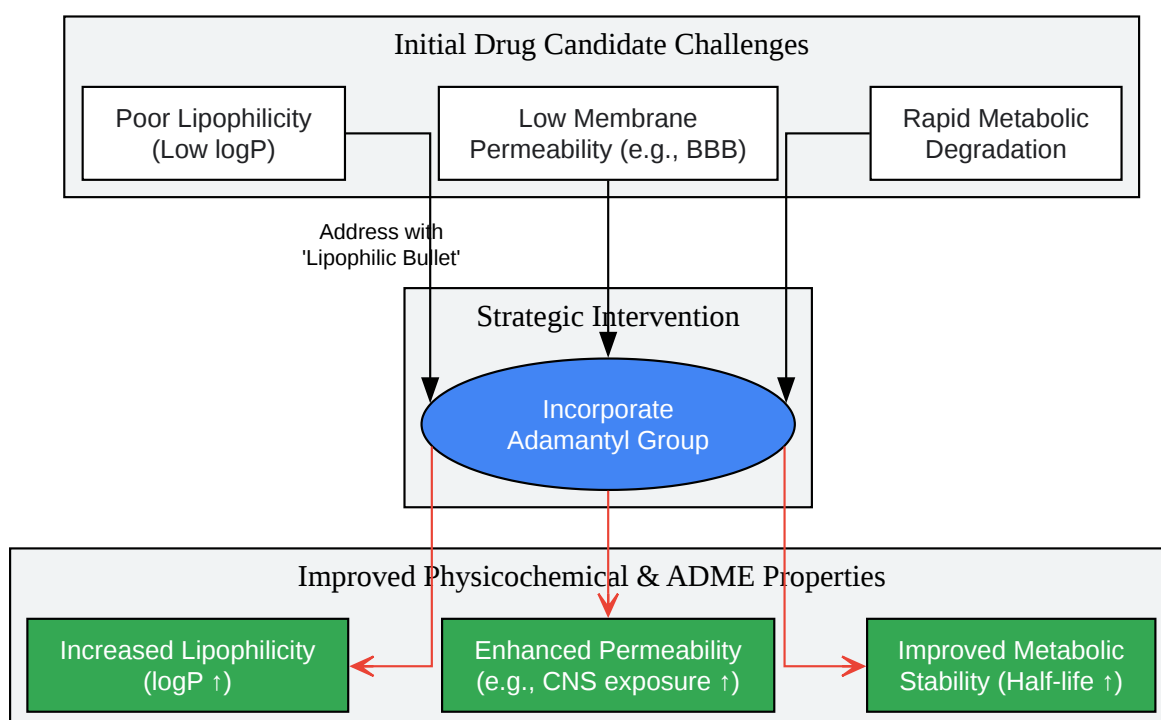 Initial Drug Candidate Challenges
Poor Lipophilicity
(Low logP)
Low Membrane
Permeability (e.g., BBB)
Rapid Metabolic
Degradation
Address with
'Lipophilic Bullet'
Strategic Intervention
Incorporate
Adamantyl Group
Improved Physicochemical & ADME Properties
Increased Lipophilicity
(logP ↑)
Enhanced Permeability
(e.g., CNS exposure ↑)
Improved Metabolic
Stability (Half-life ↑)